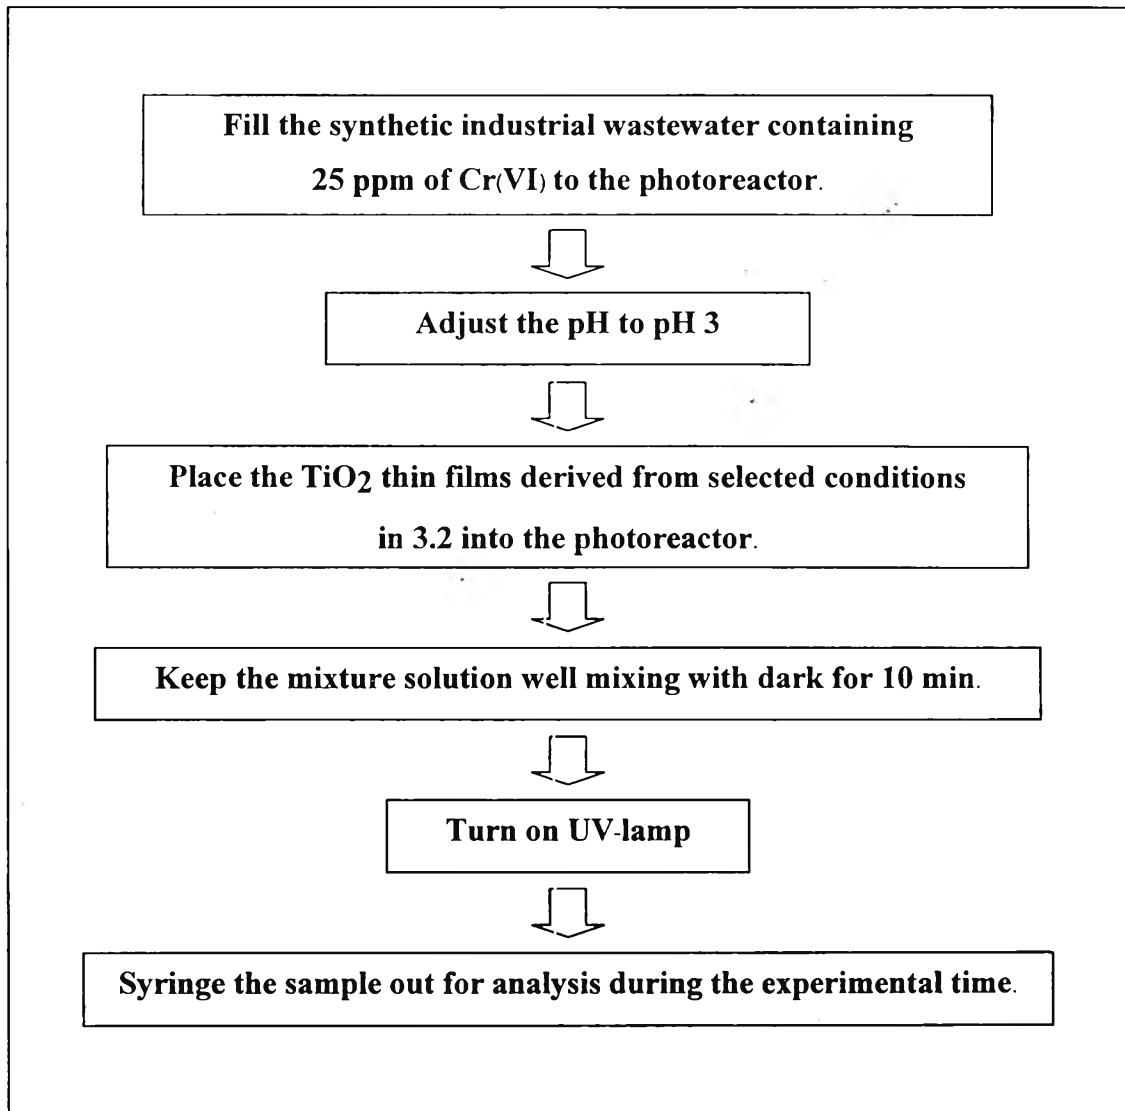 Fill the synthetic industrial wastewater containing
25 ppm of Cr(VI) to the photoreactor.
Adjust the pH to pH 3
Place the TiO2 thin films derived from selected conditions
in 3.2 into the photoreactor.
Keep the mixture solution well mixing with dark for 10 min.
Turn on UV-lamp
Syringe the sample out for analysis during the experimental time.